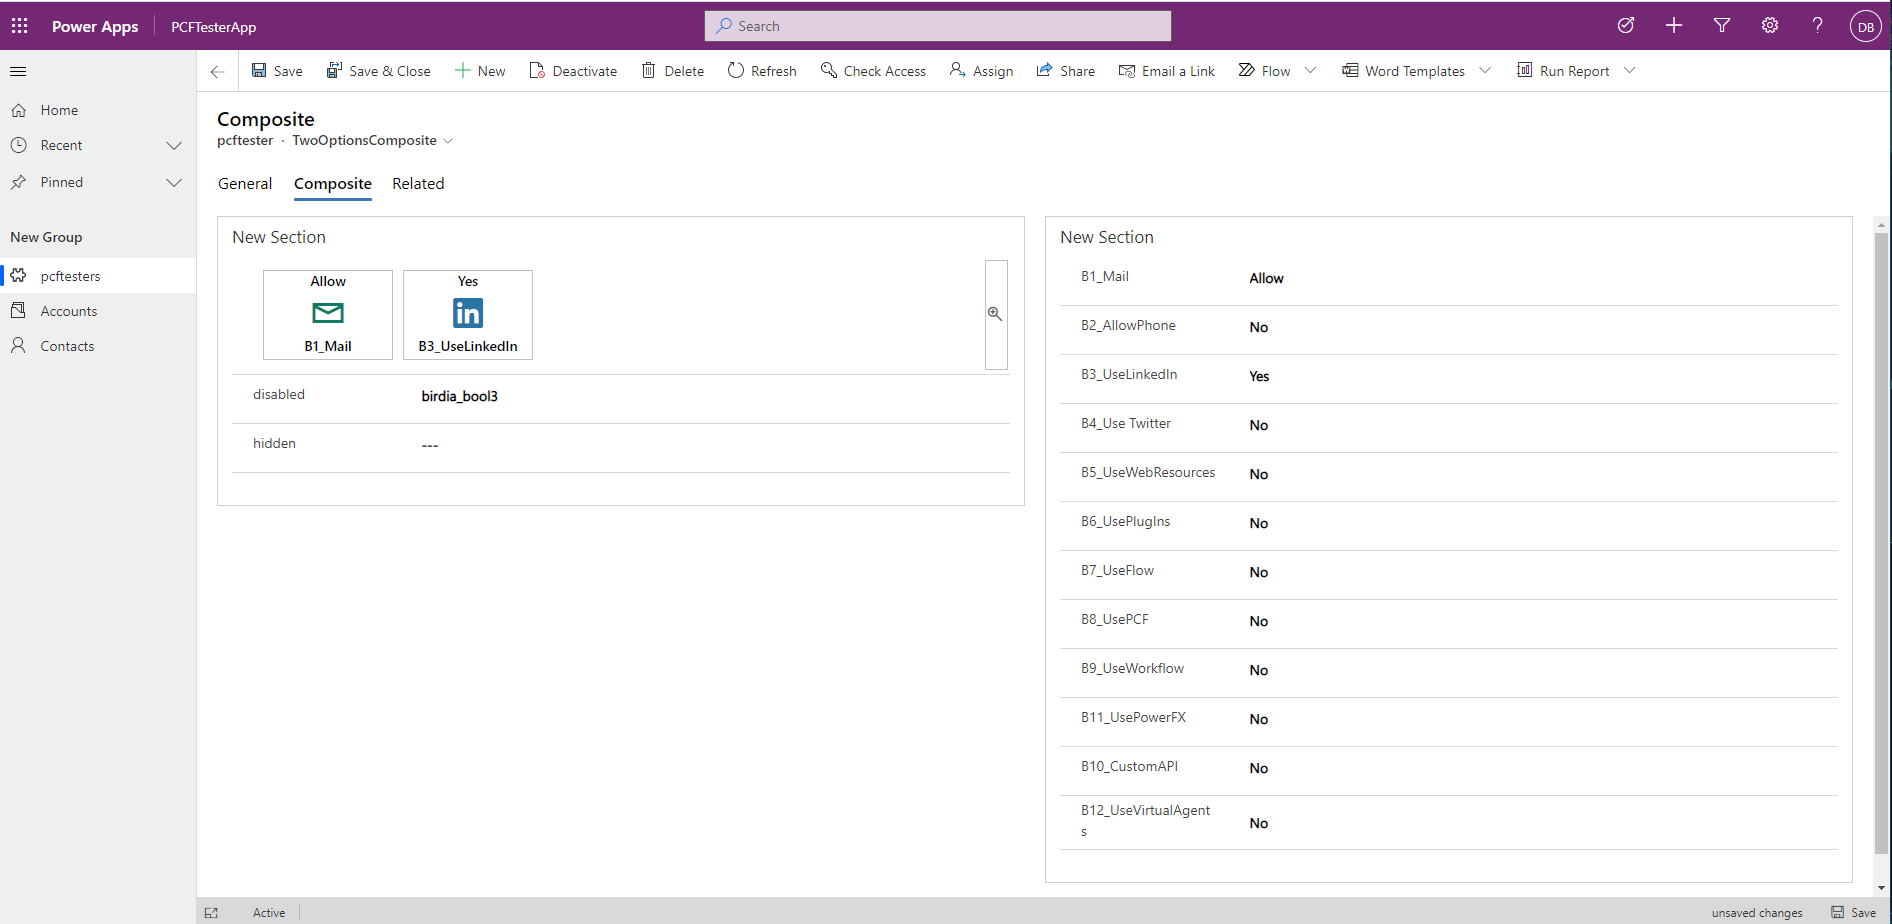 Power Apps PCFTesterApp Search DB
Save Save & Close New Deactivate Delete Refresh Check Access Assign Share Email a Link Flow Word Templates Run Report
Home
Recent
Pinned
New Group
pcftesters
Accounts
Contacts
Composite
pcftester · TwoOptionsComposite
General Composite Related
New Section
Allow
B1_Mail
Yes
in
B3_UseLinkedIn
disabled birdia_bool3
hidden ---
New Section
B1_Mail Allow
B2_AllowPhone No
B3_UseLinkedIn Yes
B4_Use Twitter No
B5_UseWebResources No
B6_UsePlugIns No
B7_UseFlow No
B8_UsePCF No
B9_UseWorkflow No
B11_UsePowerFX No
B10_CustomAPI No
B12_UseVirtualAgent
s
No
Active unsaved changes Save